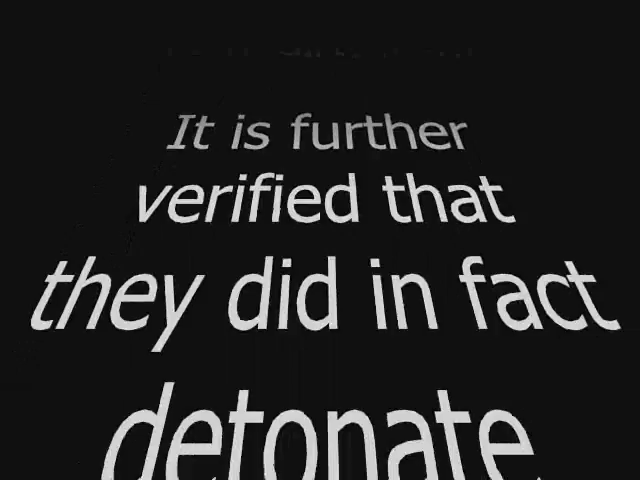 It is further
verified that
they did in fact
detonate